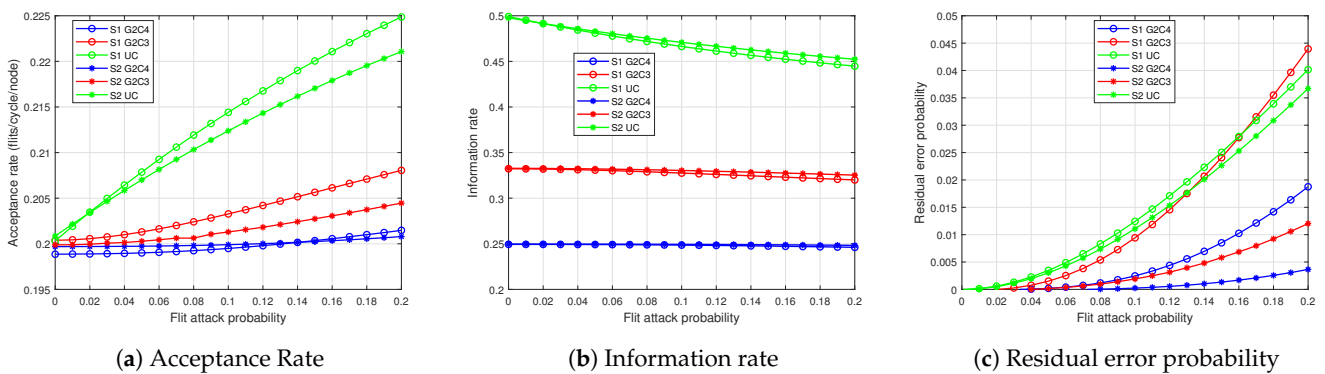 0.225
0.22
0.215
0.21
0.205
0.2
0.195
Acceptance rate (flits/cycle/node)
S1 G2C4
S1 G2C3
S1 UC
S2 G2C4
S2 G2C3
S2 UC
0 0.02 0.04 0.06 0.08 0.1 0.12 0.14 0.16 0.18 0.2
Flit attack probability
(a) Acceptance Rate
0.5
0.45
0.4
0.35
0.3
0.25
0.2
Information rate
S1 G2C4
S1 G2C3
S1 UC
S2 G2C4
S2 G2C3
S2 UC
0 0.02 0.04 0.06 0.08 0.1 0.12 0.14 0.16 0.18 0.2
Flit attack probability
(b) Information rate
0.05
0.045
0.04
0.035
0.03
0.025
0.02
0.015
0.01
0.005
0
Residual error probability
S1 G2C4
S1 G2C3
S1 UC
S2 G2C4
S2 G2C3
S2 UC
0 0.02 0.04 0.06 0.08 0.1 0.12 0.14 0.16 0.18 0.2
Flit attack probability
(c) Residual error probability